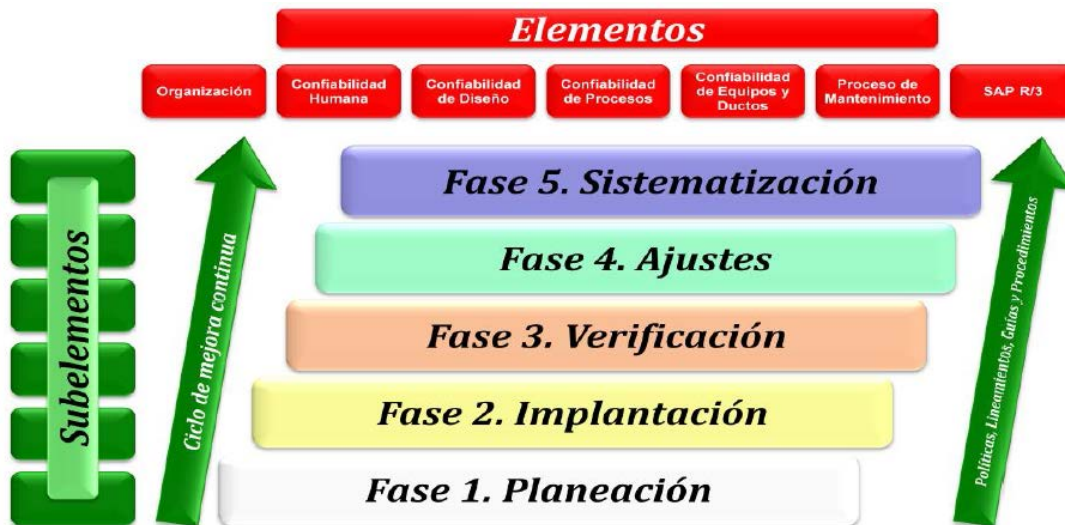 Elementos
Organización
Confiabilidad
Humana
Confiabilidad
de Diseño
Confiabilidad
de Procesos
Confiabilidad
de Equipos y
Ductos
Proceso de
Mantenimiento
SAP R/3
Subelementos
Ciclo de mejora continua
Fase 5. Sistematización
Fase 4. Ajustes
Fase 3. Verificación
Fase 2. Implantación
Fase 1. Planeación
Políticas, Lineamientos, Guías y Procedimientos